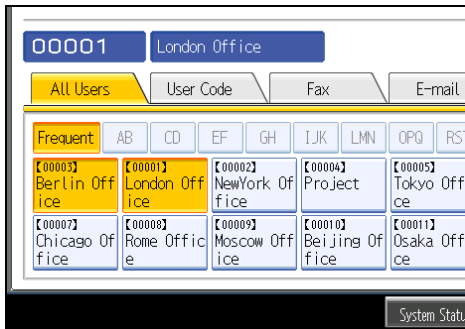 00001 London Office
All Users User Code Fax E-mail
Frequent AB CD EF GH IJK LMN OPQ RS
【00003】 【00001】 【00002】 【00004】 【00005】
Berlin Off London Off NewYork Of Project Tokyo Off
ice ice fice ce
【00007】 【00008】 【00009】 【00010】 【00011】
Chicago Of Rome Offic Moscow Off Beijing Of Osaka Off
fice e ice fice ce
System Statu